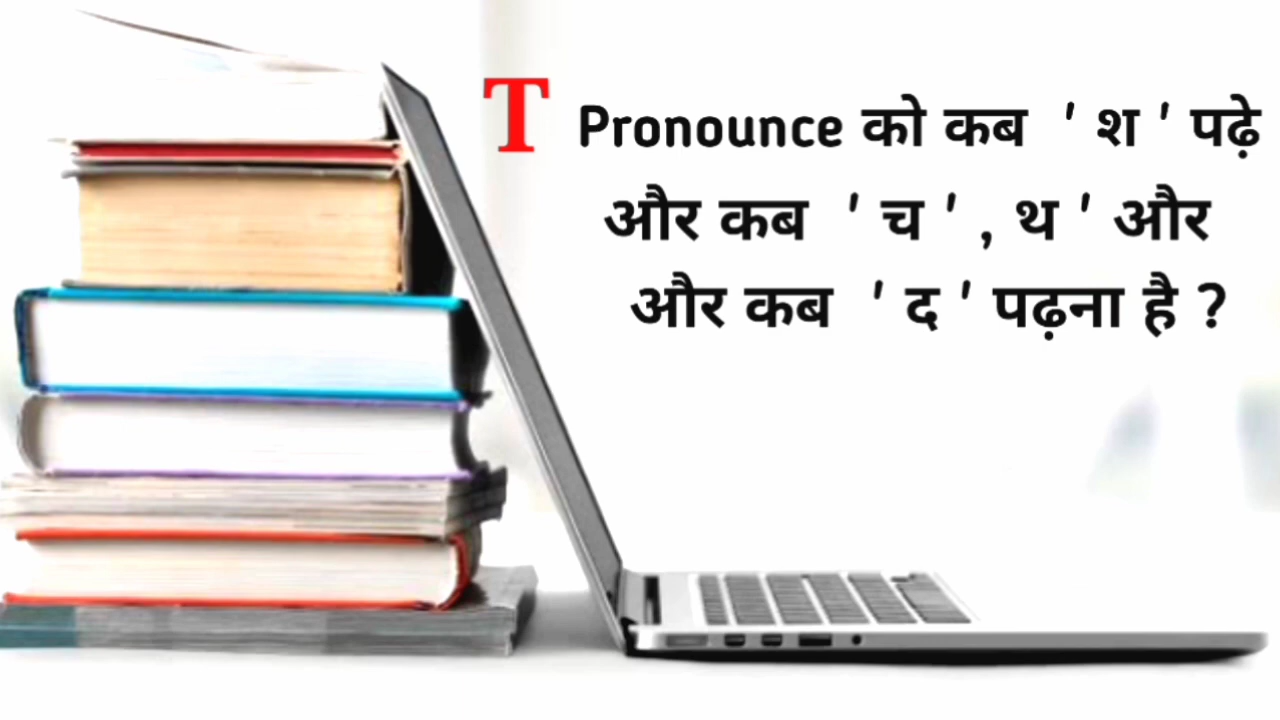 T Pronounce को कब ' श ' पढ़े
और कब ' च ' , थ ' और
और कब ' द ' पढ़ना है ?